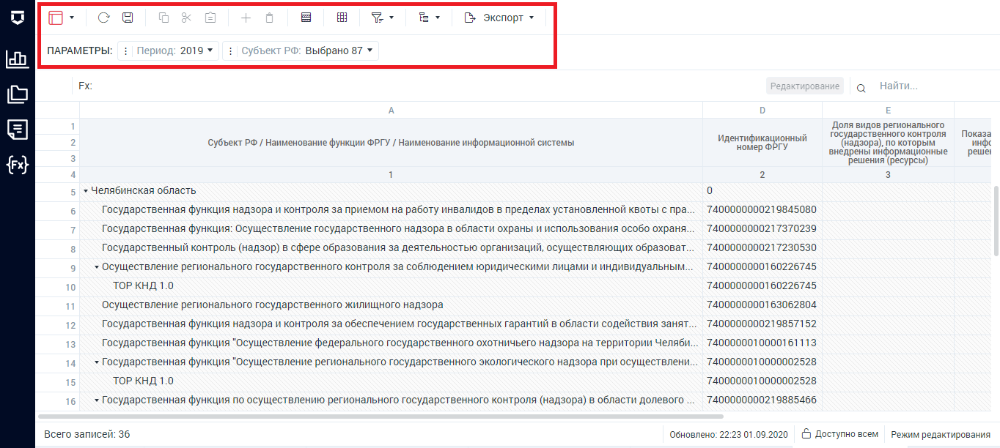 Экспорт
ПАРАМЕТРЫ: Период: 2019 Субъект РФ: Выбрано 87
Fx: Редактирование Найти...
A D E
1
2
3
Субъект РФ / Наименование функции ФРГУ / Наименование информационной системы
Идентификационный
номер ФРГУ
Доля видов регионального
государственного контроля
(надзора), по которым
внедрены информационные
решения (ресурсы)
Показа
инфо
решен
4 1 2 3
5 Челябинская область 0
6 Государственная функция надзора и контроля за приемом на работу инвалидов в пределах установленной квоты с пра... 7400000000219845080
7 Государственная функция: Осуществление государственного надзора в области охраны и использования особо охраня... 7400000000217370239
8 Государственный контроль (надзор) в сфере образования за деятельностью организаций, осуществляющих образоват... 7400000000217230530
9 Осуществление регионального государственного контроля за соблюдением юридическими лицами и индивидуальным... 7400000000160226745
10 ТОР КНД 1.0 7400000000160226745
11 Осуществление регионального государственного жилищного надзора 7400000000163062804
12 Государственная функция надзора и контроля за обеспечением государственных гарантий в области содействия занят... 7400000000219857152
13 Государственная функция "Осуществление федерального государственного охотничьего надзора на территории Челяби... 7400000010000161113
14 Государственная функция "Осуществление регионального государственного экологического надзора при осуществлени... 7400000010000002528
15 ТОР КНД 1.0 7400000010000002528
16 Государственная функция по осуществлению регионального государственного контроля (надзора) в области долевого ... 7400000000219885466
Всего записей: 36 Обновлено: 22:23 01.09.2020 Доступно всем Режим редактирования
{Fx}